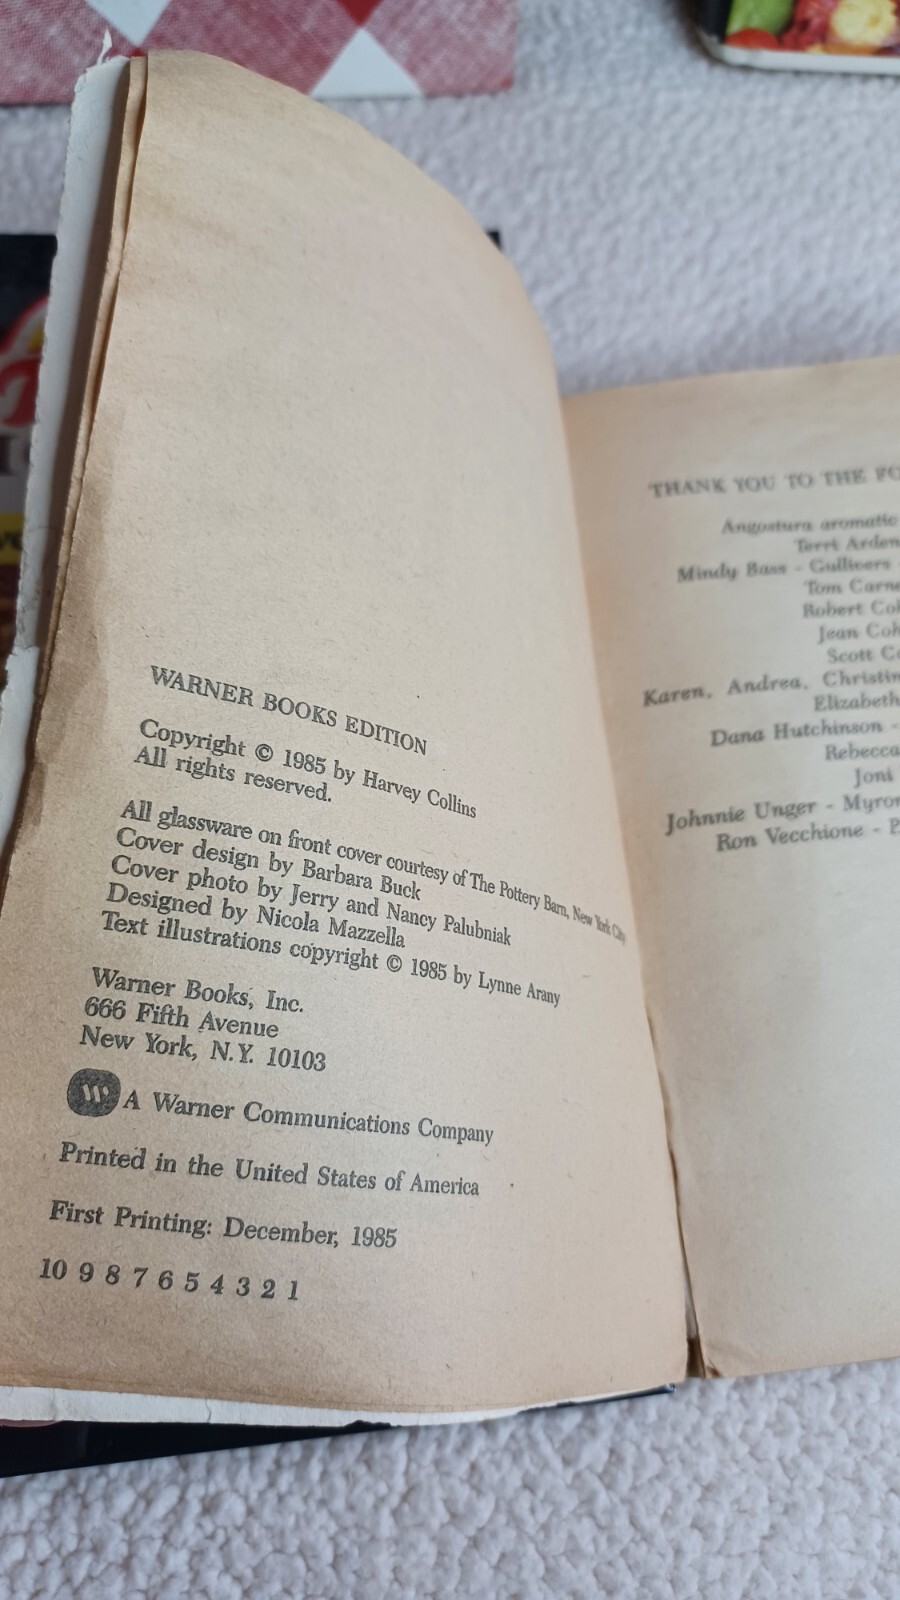 WARNER BOOKS EDITION
Copyright © 1985 by Harvey Collins
All rights reserved.
All glassware on front cover courtesy of The Pottery Barn, New York City
Cover design by Barbara Buck
Cover photo by Jerry and Nancy Palubniak
Designed by Nicola Mazzella
Text illustrations copyright © 1985 by Lynne Arany
Warner Books, Inc.
666 Fifth Avenue
New York, N.Y. 10103
W A Warner Communications Company
Printed in the United States of America
First Printing: December, 1985
10 9 8 7 6 5 4 3 2 1
THANK YOU TO THE
Angostura aromatic
Terri Arden
Mindy Bass - Gullivers -
Tom
Robert
Jean
Scott
Karen, Andrea,
Elizabeth
Dana Hutchinson -
Rebecca
Joni
Johnnie Unger -
Ron Vecchione -